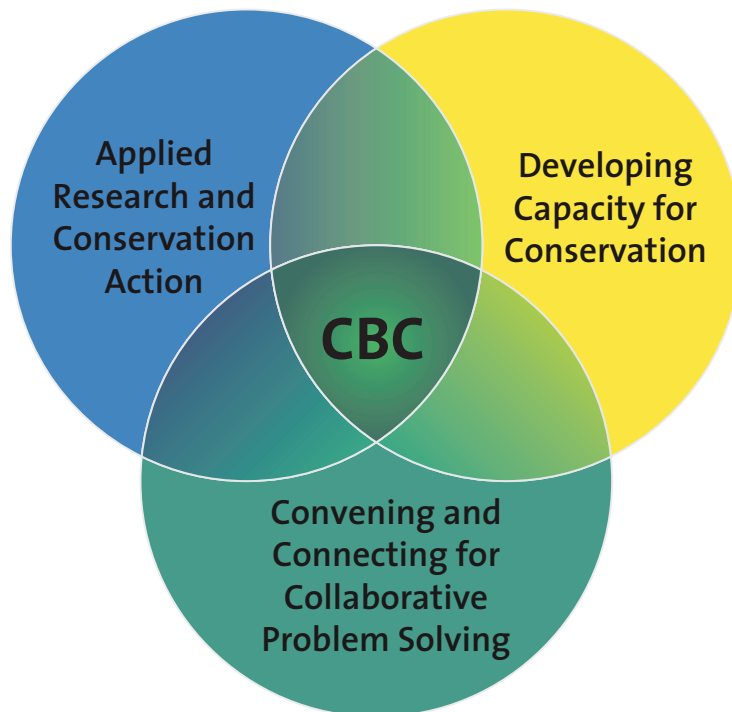 Applied
Research and
Conservation
Action
Developing
Capacity for
Conservation
CBC
Convening and
Connecting for
Collaborative
Problem Solving